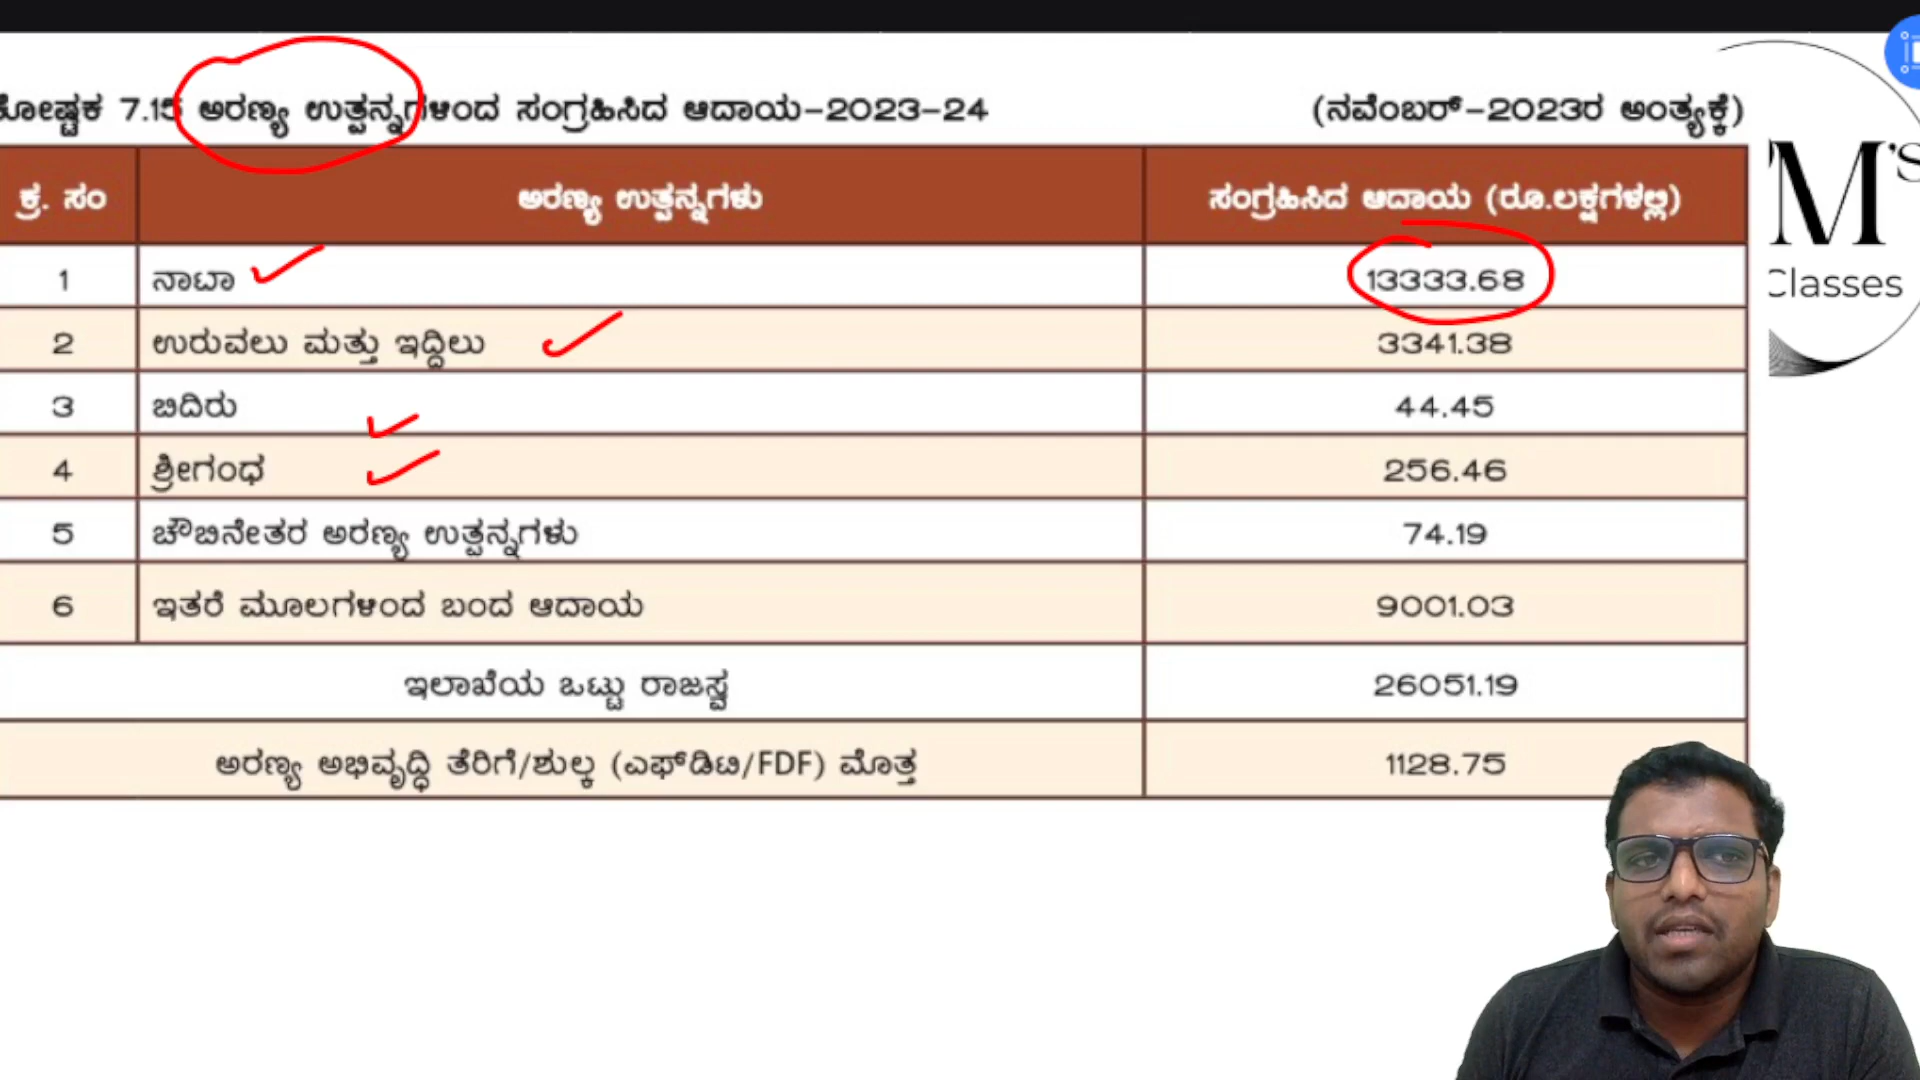 ಕೋಷ್ಟಕ 7.15 ಅರಣ್ಯ ಉತ್ಪನ್ನಗಳಿಂದ ಸಂಗ್ರಹಿಸಿದ ಆದಾಯ-2023-24 (ನವೆಂಬರ್-2023ರ ಅಂತ್ಯಕ್ಕೆ)
ಕ್ರ. ಸಂ ಅರಣ್ಯ ಉತ್ಪನ್ನಗಳು ಸಂಗ್ರಹಿಸಿದ ಆದಾಯ (ರೂ.ಲಕ್ಷಗಳಲ್ಲಿ)
1 ನಾಟಾ 13333.68
2 ಉರುವಲು ಮತ್ತು ಇದ್ದಿಲು 3341.38
3 ಬಿದಿರು 44.45
4 ಶ್ರೀಗಂಧ 256.46
5 ಚೌಬಿನೇತರ ಅರಣ್ಯ ಉತ್ಪನ್ನಗಳು 74.19
6 ಇತರೆ ಮೂಲಗಳಿಂದ ಬಂದ ಆದಾಯ 9001.03
ಇಲಾಖೆಯ ಒಟ್ಟು ರಾಜಸ್ವ 26051.19
ಅರಣ್ಯ ಅಭಿವೃದ್ಧಿ ತೆರಿಗೆ/ಶುಲ್ಕ (ಎಫ್‌ಡಿಟಿ/FDF) ಮೊತ್ತ 1128.75
M's
Classes